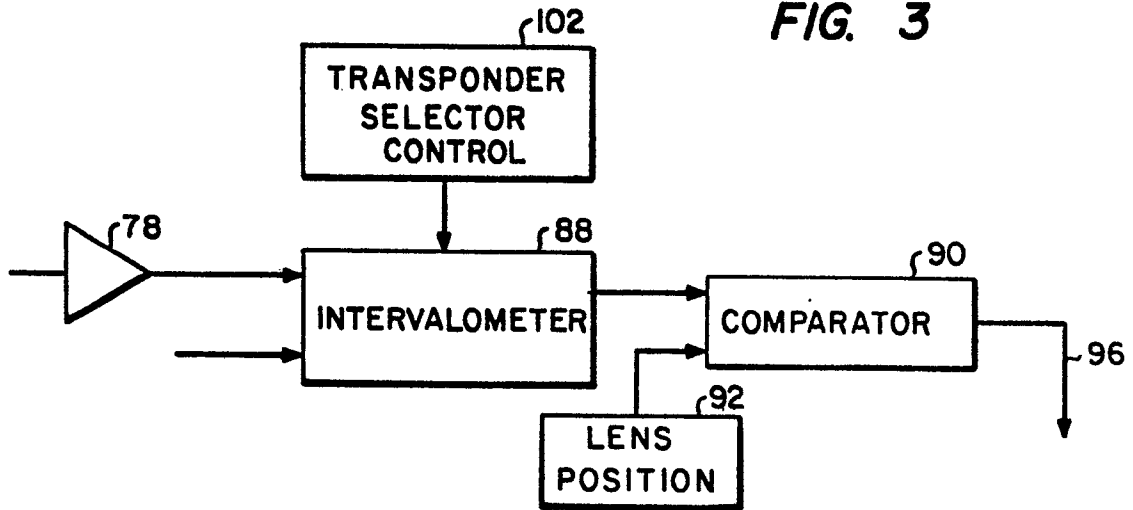 FIG. 3
102
TRANSPONDER
SELECTOR
CONTROL
78
88
INTERVALOMETER
90
COMPARATOR
96
92
LENS
POSITION